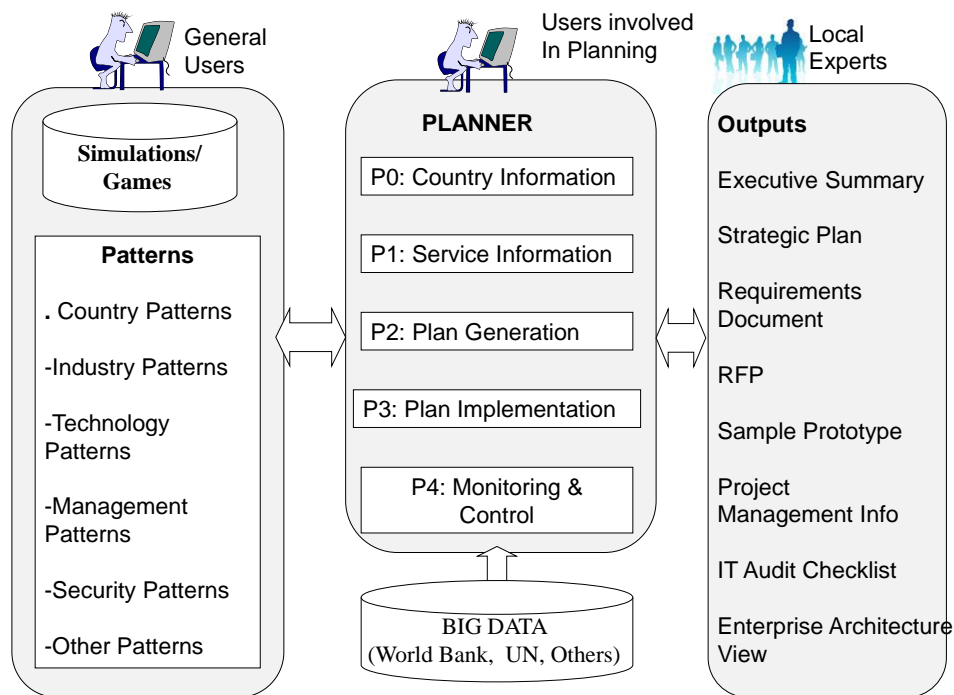 General
Users
Simulations/
Games
Patterns
. Country Patterns
-Industry Patterns
-Technology
Patterns
-Management
Patterns
-Security Patterns
-Other Patterns
Users involved
In Planning
PLANNER
P0: Country Information
P1: Service Information
P2: Plan Generation
P3: Plan Implementation
P4: Monitoring &
Control
BIG DATA
(World Bank, UN, Others)
Local
Experts
Outputs
Executive Summary
Strategic Plan
Requirements
Document
RFP
Sample Prototype
Project
Management Info
IT Audit Checklist
Enterprise Architecture
View